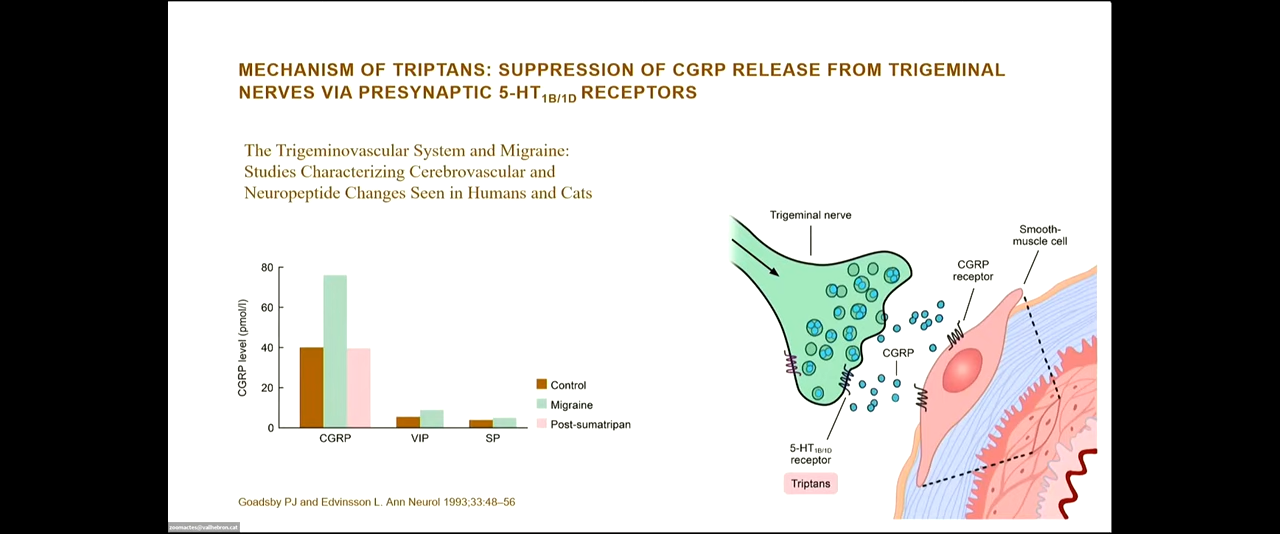 MECHANISM OF TRIPTANS: SUPPRESSION OF CGRP RELEASE FROM TRIGEMINAL
NERVES VIA PRESYNAPTIC 5-HT1B/1D RECEPTORS
The Trigeminovascular System and Migraine:
Studies Characterizing Cerebrovascular and
Neuropeptide Changes Seen in Humans and Cats
CGRP level (pmol/l)
80
60
40
20
0
CGRP
VIP
SP
Control
Migraine
Post-sumatripan
Trigeminal nerve
Smooth-
muscle cell
CGRP
receptor
CGRP
5-HT1B/1D
receptor
Triptans
Goadsby PJ and Edvinsson L. Ann Neurol 1993;33:48–56
zoomactes@vallhebron.cat